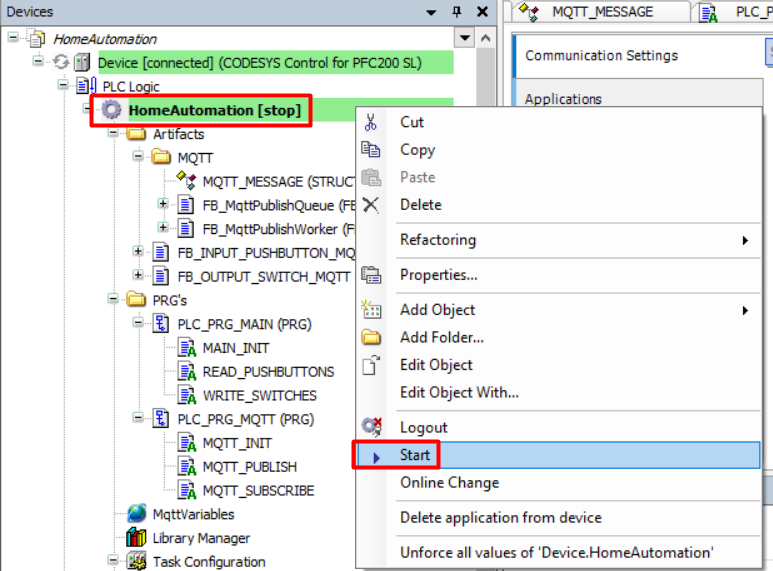 Devices
HomeAutomation
Device [connected] (CODESYS Control for PFC200 SL)
PLC Logic
HomeAutomation [stop]
Artifacts
MQTT
MQTT_MESSAGE (STRUCT
FB_MqttPublishQueue (FB
FB_MqttPublishWorker (F
FB_INPUT_PUSHBUTTON_MQ
FB_OUTPUT_SWITCH_MQTT
PRG's
PLC_PRG_MAIN (PRG)
MAIN_INIT
READ_PUSHBUTTONS
WRITE_SWITCHES
PLC_PRG_MQTT (PRG)
MQTT_INIT
MQTT_PUBLISH
MQTT_SUBSCRIBE
MqttVariables
Library Manager
Task Configuration
MQTT_MESSAGE
PLC_P
Communication Settings
Applications
Cut
Copy
Paste
Delete
Refactoring
Properties...
Add Object
Add Folder...
Edit Object
Edit Object With...
Logout
Start
Online Change
Delete application from device
Unforce all values of 'Device.HomeAutomation'